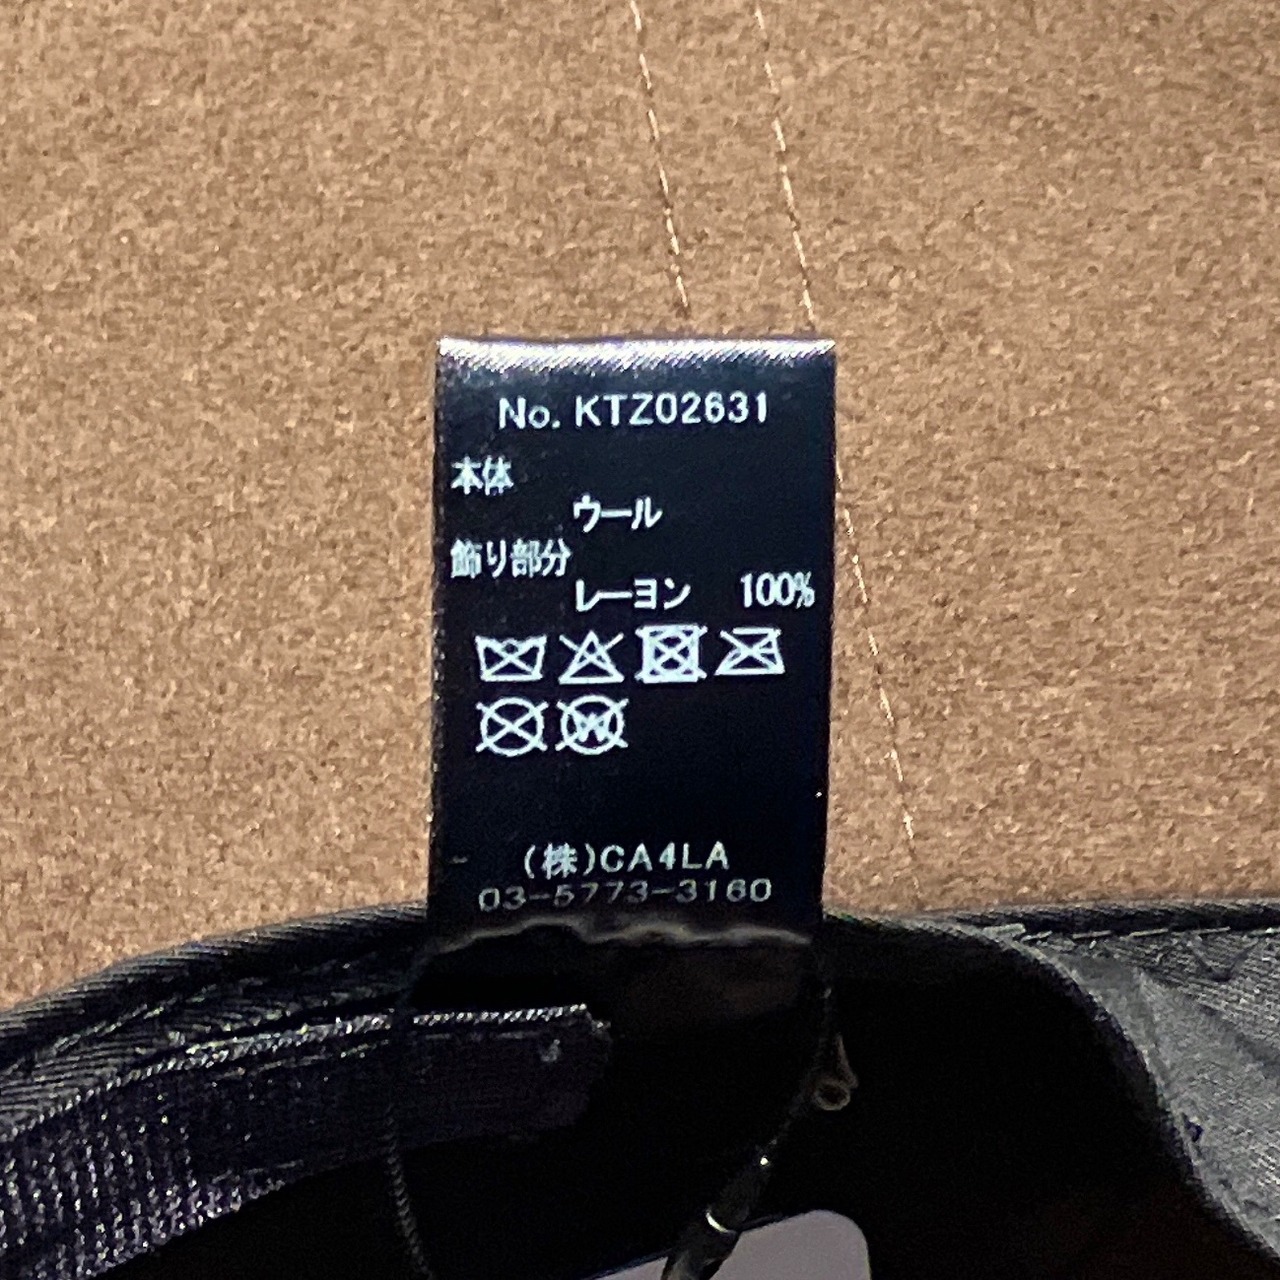 No. KTZ02631
本体
ウール
飾り部分
レーヨン 100%
W
(株)CA4LA
03-5773-3160